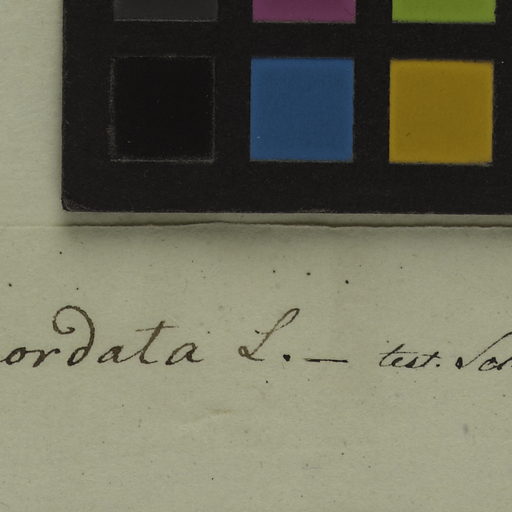 ordata L. — test. Sch